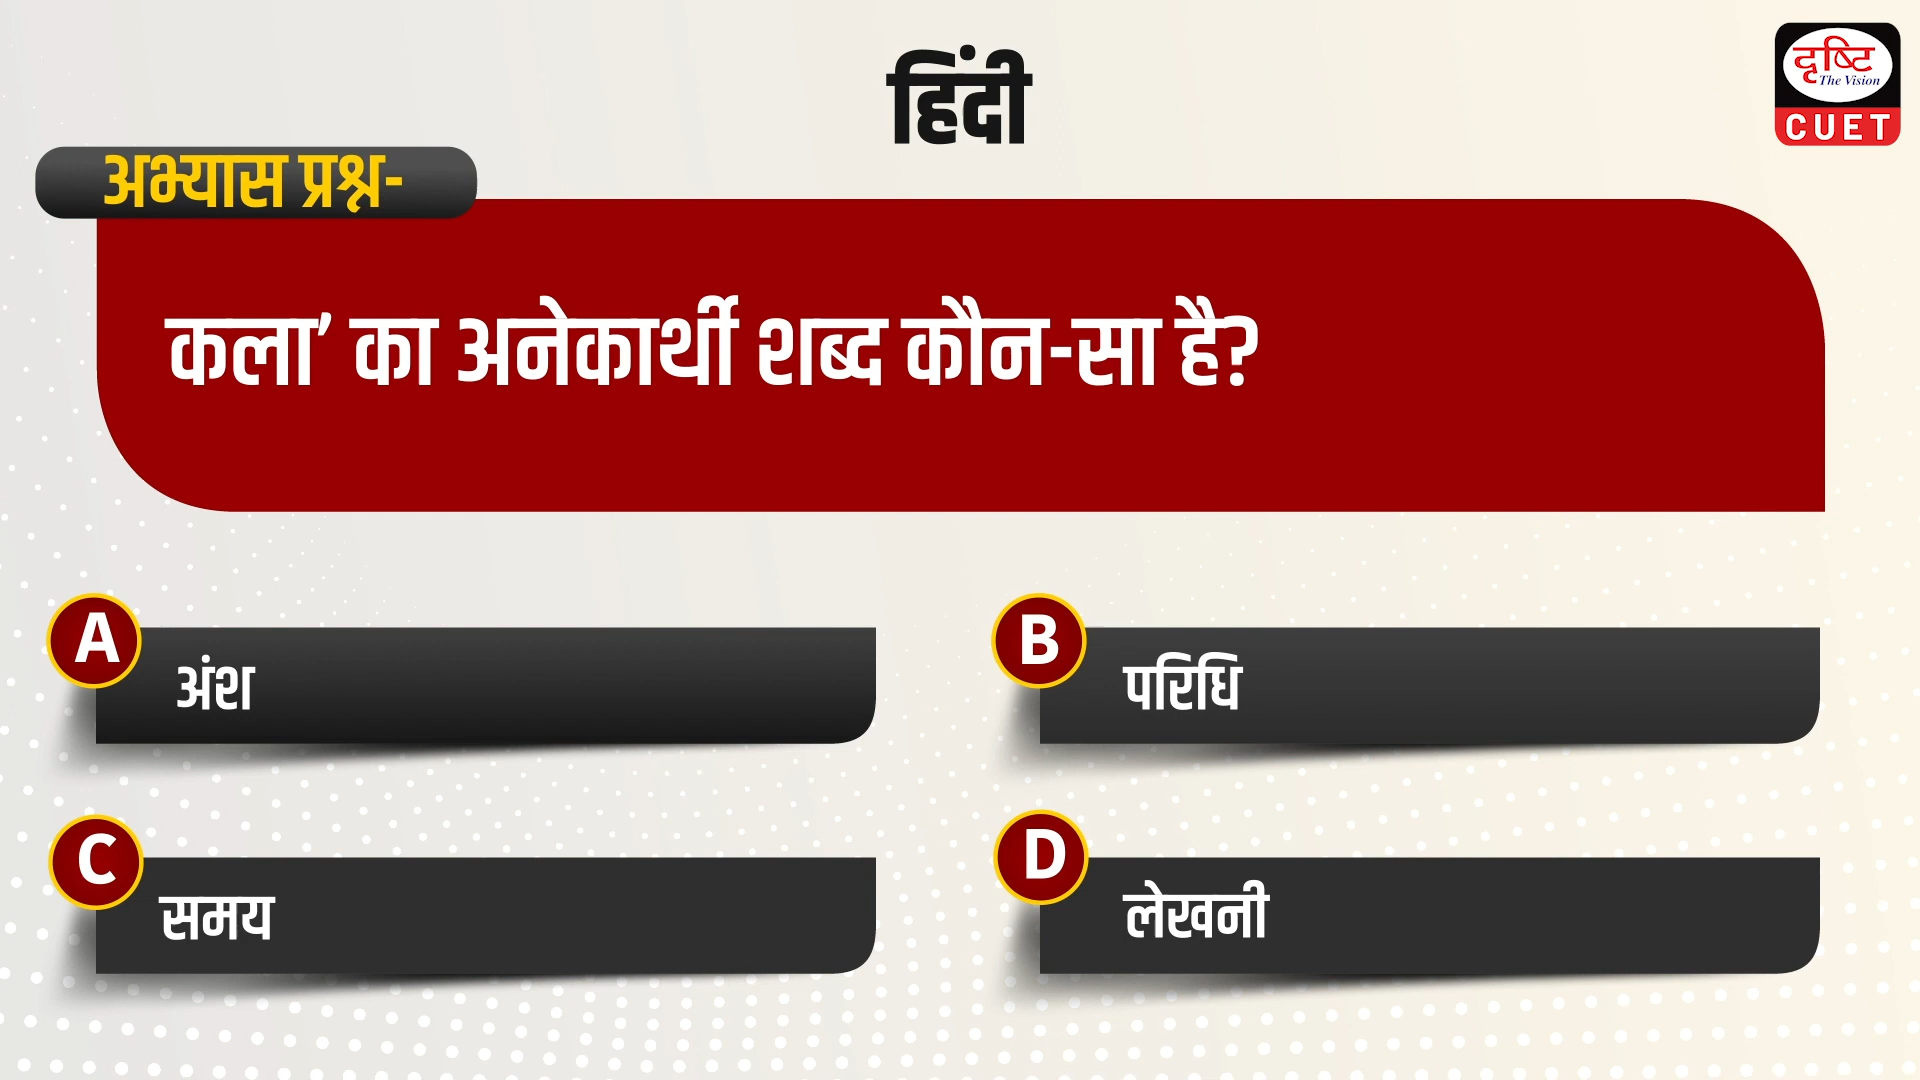 हिंदी
दृष्टि
The Vision
CUET
अभ्यास प्रश्न-
कला’ का अनेकार्थी शब्द कौन-सा है?
A
अंश
B
परिधि
C
समय
D
लेखनी